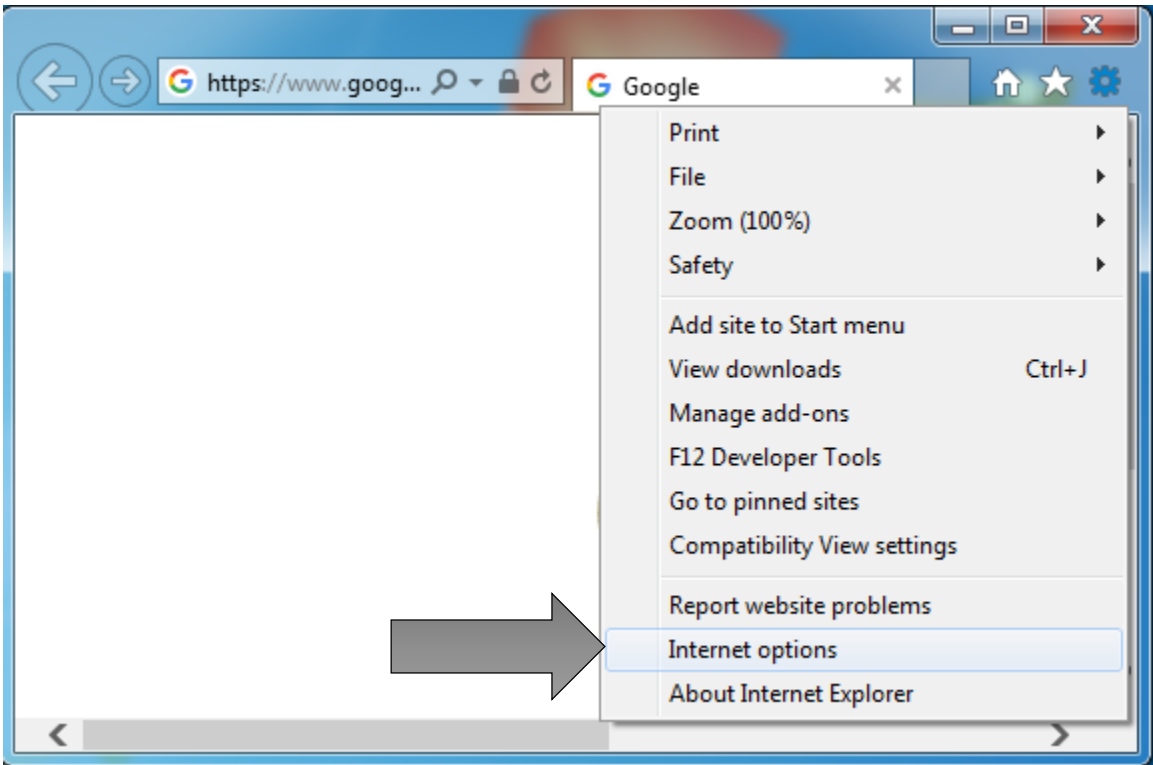 https://www.goog...
Google
Print
File
Zoom (100%)
Safety
Add site to Start menu
View downloads Ctrl+J
Manage add-ons
F12 Developer Tools
Go to pinned sites
Compatibility View settings
Report website problems
Internet options
About Internet Explorer